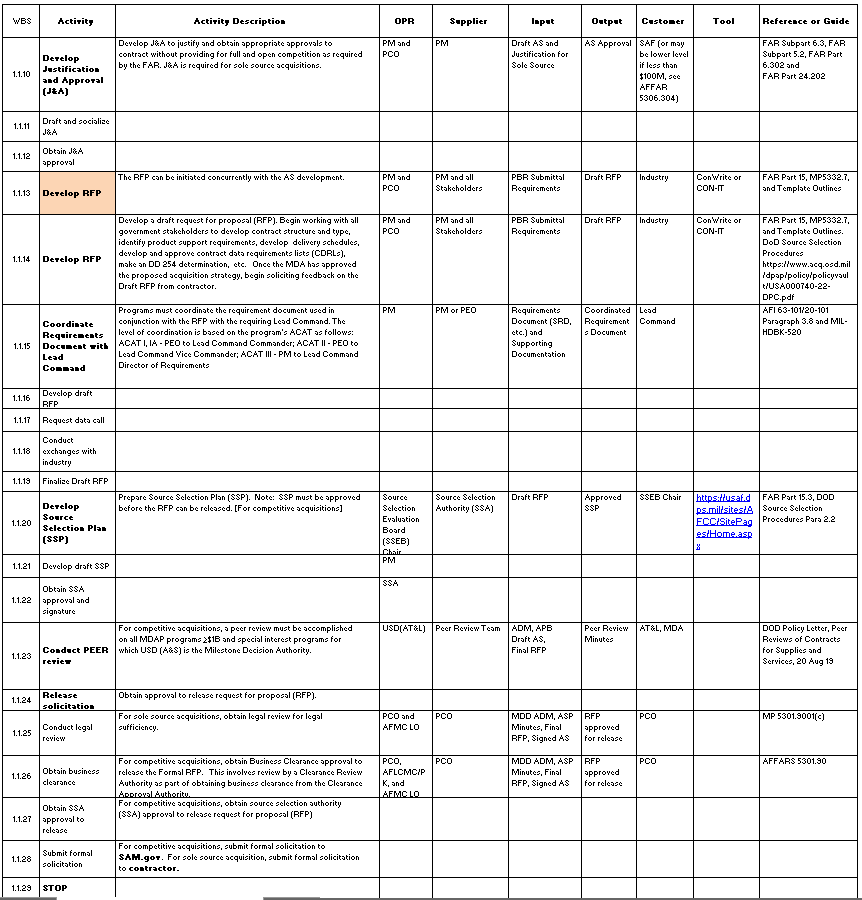 WBS Activity Activity Description OPR Supplier Input Output Customer Tool Reference or Guide
1.1.10
Develop
Justification
and Approval
(J&A)
Develop J&A to justify and obtain appropriate approvals to
contract without providing for full and open competition as required
by the FAR. J&A is required for sole source acquisitions.
PM and
PCO
PM
Draft AS and
Justification for
Sole Source
AS Approval
SAF (or may
be lower level
if less than
$100M, see
AFFAR
5306.304)
FAR
Subpart 6.3, FAR
Subpart 5.2, FAR Part
6.302 and
FAR Part 24.202
1.1.11
Draft and socialize
J&A
1.1.12
Obtain J&A
approval
1.1.13
Develop RFP
The RFP can be initiated concurrently with the AS development.
PM and
PCO
PM and all
Stakeholders
PBR Submittal
Requirements
Draft RFP
Industry
ConWrite or
CON-IT
FAR Part 15, MP5332.7,
and Template Outlines
1.1.14
Develop RFP
Develop a draft request for proposal (RFP). Begin working with all
government stakeholders to develop contract structure and type,
identify product support requirements, develop delivery schedules,
develop and approve contract data requirements lists (CDRLs),
make an DD 254 determination, etc. Once the MDA has approved
the proposed acquisition strategy, begin soliciting feedback on the
Draft RFP from contractor.
PM and
PCO
PM and all
Stakeholders
PBR Submittal
Requirements
Draft RFP
Industry
ConWrite or
CON-IT
FAR Part 15, MP5332.7,
and Template Outlines.
DoD Source Selection
Procedures
https://www.acq.osd.mil
/dpap/policy/policyvaul
t/USA000740-22-
DPC.pdf
1.1.15
Coordinate
Requirements
Document with
Lead
Command
Programs must coordinate the requirement document used in
conjunction with the RFP with the requiring Lead Command. The
level of coordination is based on the program's ACAT as follows:
ACAT I, IA - PEO to Lead Command Commander; ACAT II - PEO to
Lead Command Vice Commander; ACAT III - PM to Lead Command
Director of Requirements
PM
PM or PEO
Requirements
Document (SRD,
etc.) and
Supporting
Documentation
Coordinated
Requirement
s Document
Lead
Command
AFI 63-101/20-101
Paragraph 3.8 and MIL-
HDBK-520
1.1.16
Develop draft
RFP
1.1.17
Request data call
1.1.18
Conduct
exchanges with
industry
1.1.19
Finalize Draft RFP
1.1.20
Develop
Source
Selection Plan
(SSP)
Prepare Source Selection Plan (SSP). Note: SSP must be approved
before the RFP can be released. [For competitive acquisitions]
Source
Selection
Evaluation
Board
(SSEB)
Chair
Source Selection
Authority (SSA)
Draft RFP
Approved
SSP
SSEB Chair
https://usaf.d
ps.mil/sites/A
FCC/SitePag
es/Home.asp
x
FAR Part 15.3, DOD
Source Selection
Procedures Para 2.2
1.1.21
Develop draft SSP
PM
1.1.22
Obtain SSA
approval and
signature
SSA
1.1.23
Conduct PEER
review
For competitive acquisitions, a peer review must be accomplished
on all MDAP programs ≥$1B and special interest programs for
which USD (A&S) is the Milestone Decision Authority.
USD(AT&L)
Peer Review Team
ADM, APB
Draft AS,
Final RFP
Peer Review
Minutes
AT&L, MDA
DOD Policy Letter, Peer
Reviews of Contracts
for Supplies and
Services, 20 Aug 19
1.1.24
Release
solicitation
Obtain approval to release request for proposal (RFP).
1.1.25
Conduct legal
review
For sole source acquisitions, obtain legal review for legal
sufficiency.
PCO and
AFMC LO
PCO
MDD ADM, ASP
Minutes, Final
RFP, Signed AS
RFP
approved
for release
PCO
MP 5301.9001(c)
1.1.26
Obtain business
clearance
For competitive acquisitions, obtain Business Clearance approval to
release the Formal RFP. This involves review by a Clearance Review
Authority as part of obtaining business clearance from the Clearance
Approval Authority.
PCO,
AFLCMC/P
K, and
AFMC LO
PCO
MDD ADM, ASP
Minutes, Final
RFP, Signed AS
RFP
approved
for release
PCO
AFFARS 5301.90
1.1.27
Obtain SSA
approval to
release
For competitive acquisitions, obtain source selection authority
(SSA) approval to release request for proposal (RFP)
1.1.28
Submit formal
solicitation
For competitive acquisitions, submit formal solicitation to
SAM.gov. For sole source acquisition, submit formal solicitation
to contractor.
1.1.29
STOP